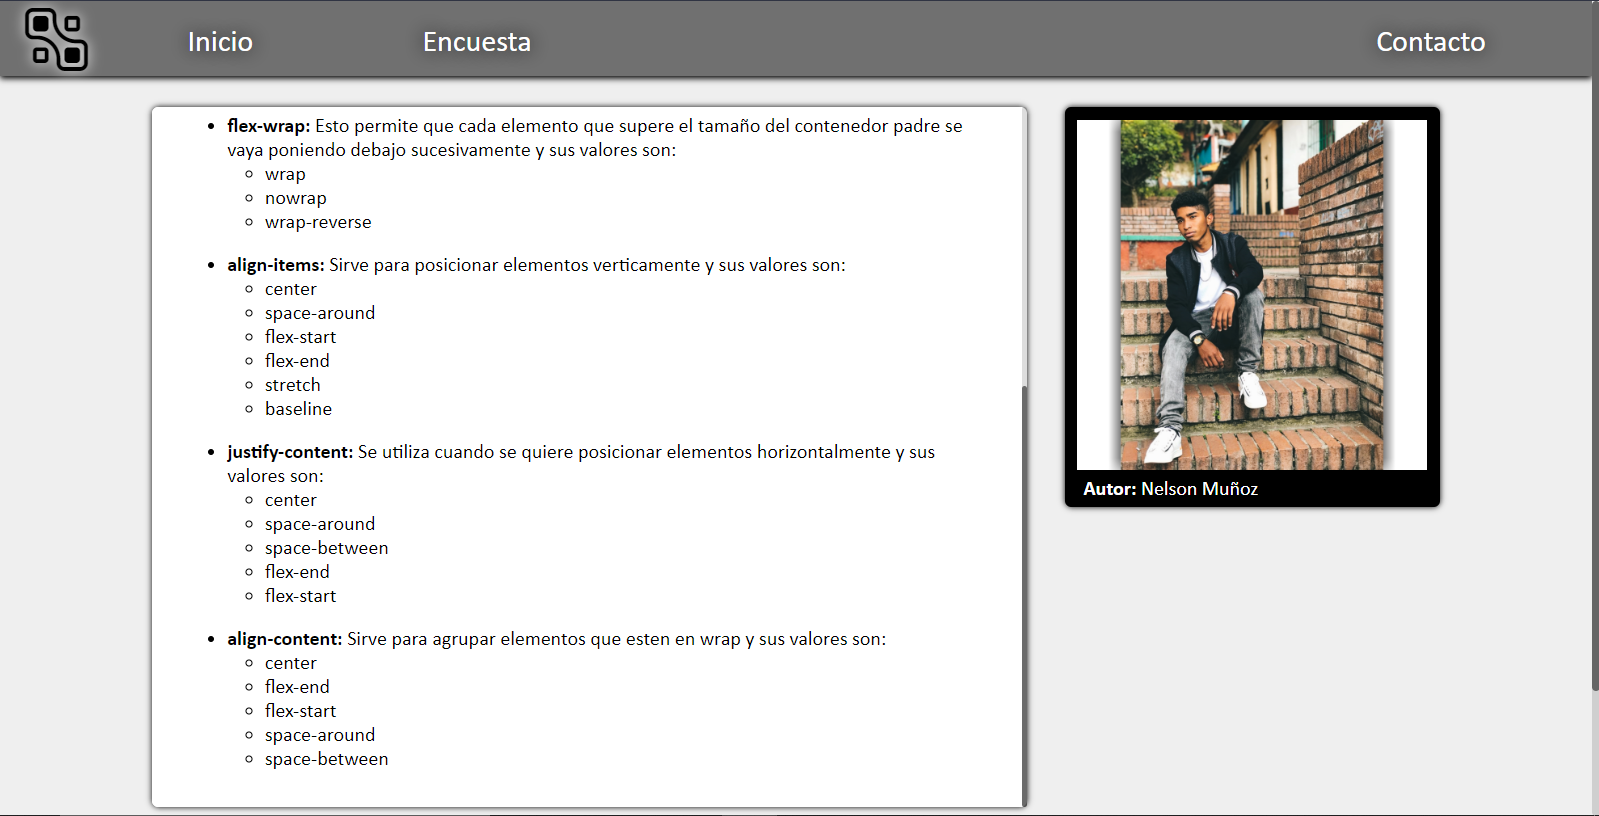 Inicio
Encuesta
Contacto
flex-wrap: Esto permite que cada elemento que supere el tamaño del contenedor padre se
vaya poniendo debajo sucesivamente y sus valores son:
wrap
nowrap
wrap-reverse
align-items: Sirve para posicionar elementos verticamente y sus valores son:
center
space-around
flex-start
flex-end
stretch
baseline
justify-content: Se utiliza cuando se quiere posicionar elementos horizontalmente y sus
valores son:
center
space-around
space-between
flex-end
flex-start
align-content: Sirve para agrupar elementos que esten en wrap y sus valores son:
center
flex-end
flex-start
space-around
space-between
Autor: Nelson Muñoz